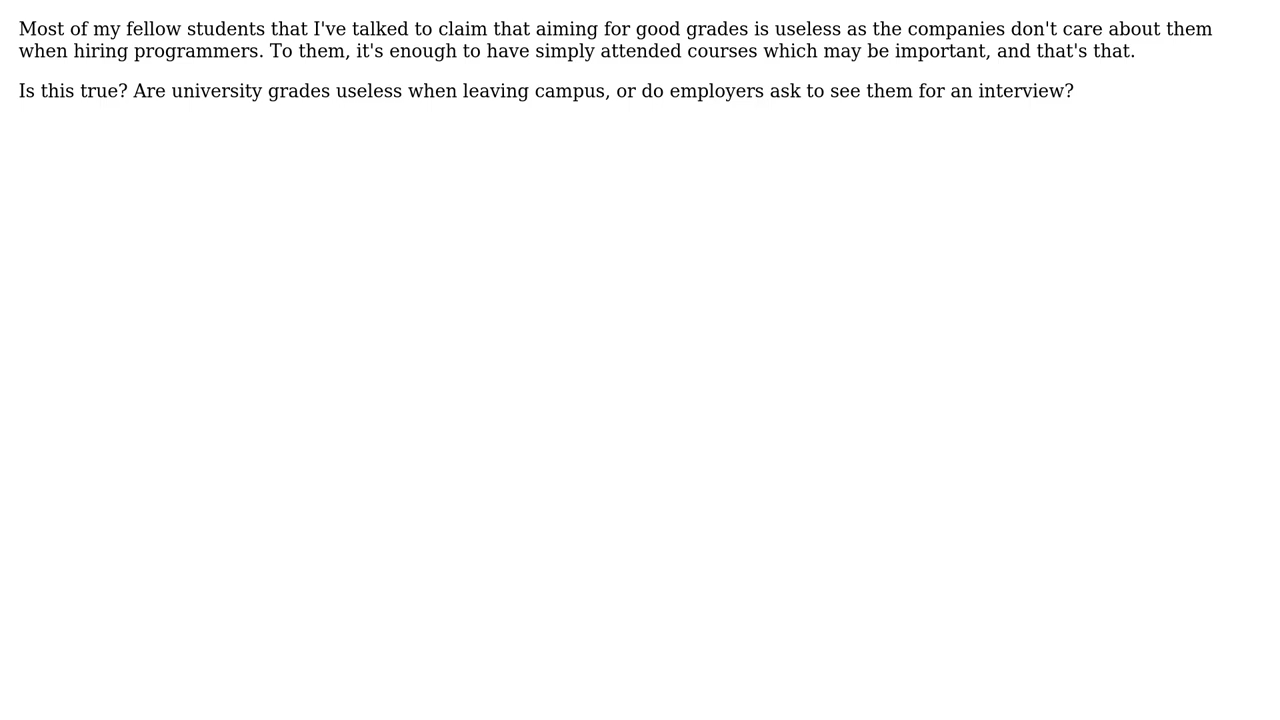 Most of my fellow students that I've talked to claim that aiming for good grades is useless as the companies don't care about them
when hiring programmers. To them, it's enough to have simply attended courses which may be important, and that's that.
Is this true? Are university grades useless when leaving campus, or do employers ask to see them for an interview?